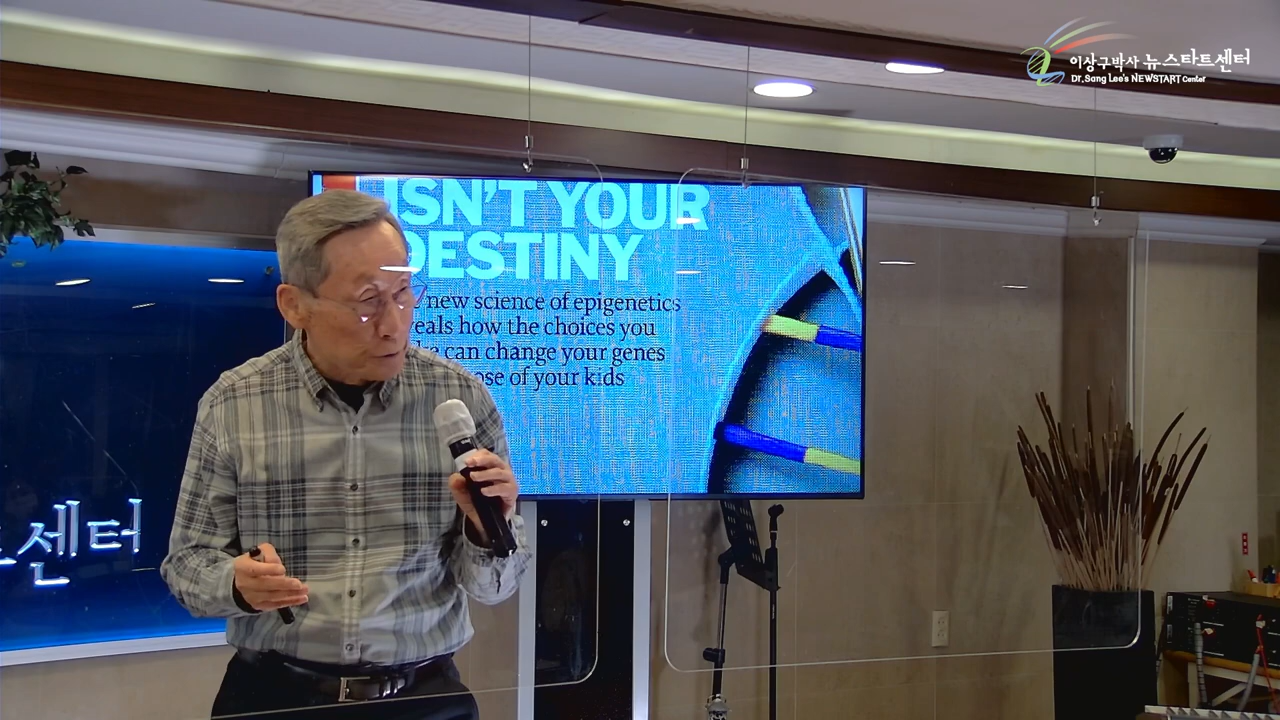 이상구박사 뉴스타트센터
Dr. Sang Lee's NEWSTART Center
ISN'T YOUR
DESTINY
new science of epigenetics
how the choices you
can change your genes
of your kids
센터